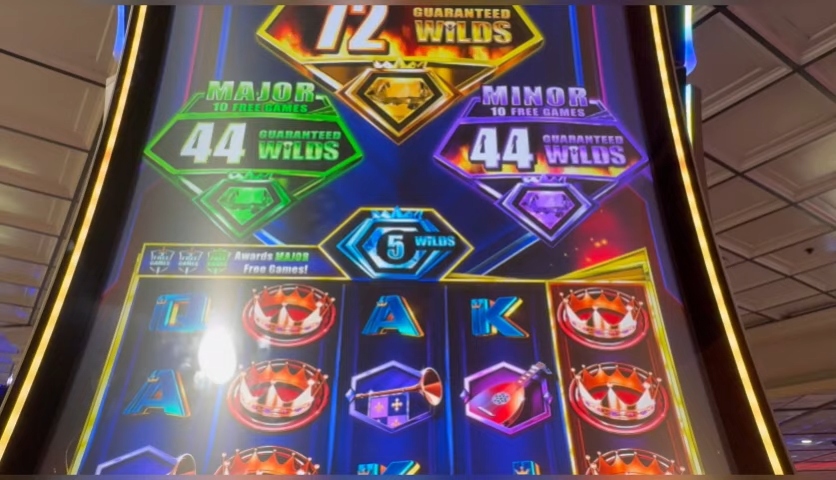 72 GUARANTEED WILDS
MAJOR
10 FREE GAMES
44 GUARANTEED WILDS
MINOR
10 FREE GAMES
44 GUARANTEED WILDS
5 WILDS
Awards MAJOR
Free Games!
A K
A